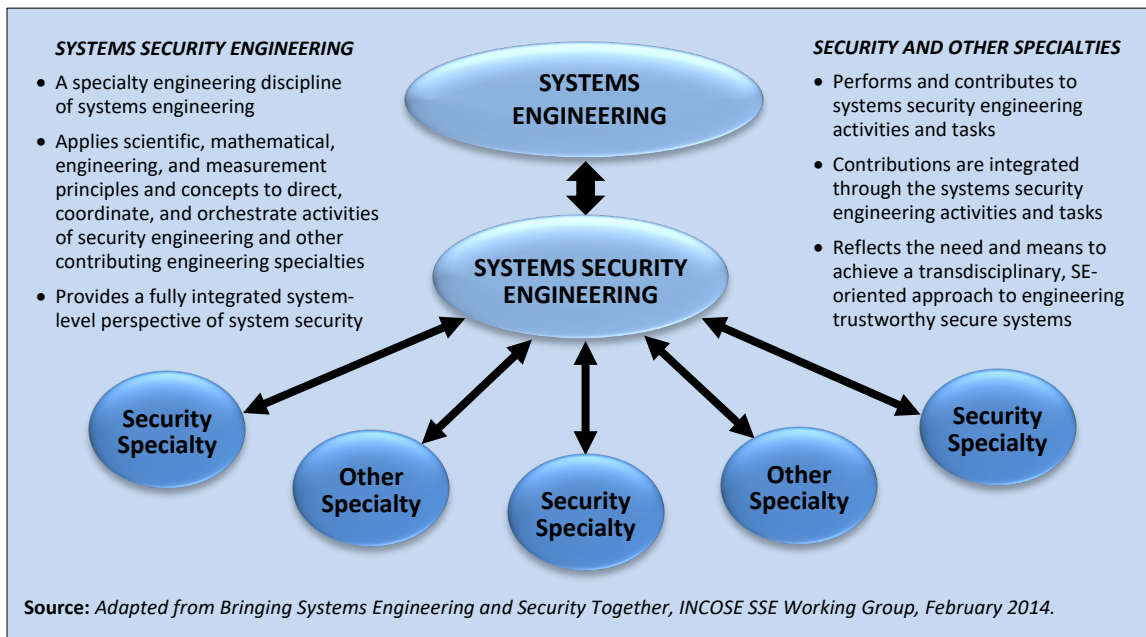 SYSTEMS SECURITY ENGINEERING
• A specialty engineering discipline
of systems engineering
• Applies scientific, mathematical,
engineering, and measurement
principles and concepts to direct,
coordinate, and orchestrate activities
of security engineering and other
contributing engineering specialties
• Provides a fully integrated system-
level perspective of system security
SYSTEMS
ENGINEERING
SYSTEMS SECURITY
ENGINEERING
SECURITY AND OTHER SPECIALTIES
• Performs and contributes to
systems security engineering
activities and tasks
• Contributions are integrated
through the systems security
engineering activities and tasks
• Reflects the need and means to
achieve a transdisciplinary, SE-
oriented approach to engineering
trustworthy secure systems
Security
Specialty
Other
Specialty
Security
Specialty
Other
Specialty
Security
Specialty
Source: Adapted from Bringing Systems Engineering and Security Together, INCOSE SSE Working Group, February 2014.